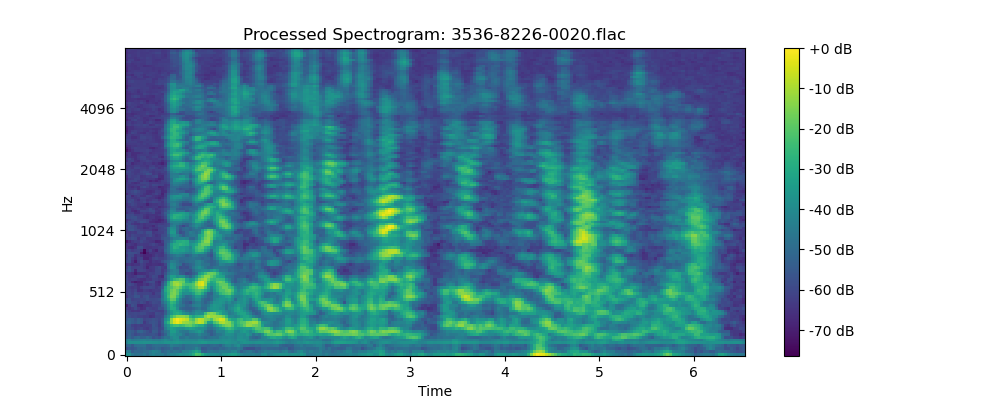 Processed Spectrogram: 3536-8226-0020.flac
+0 dB
4096
-10 dB
-20 dB
2048
-30 dB
Hz
1024
-40 dB
-50 dB
512
-60 dB
-70 dB
0
0 1 2 3 4 5 6
Time